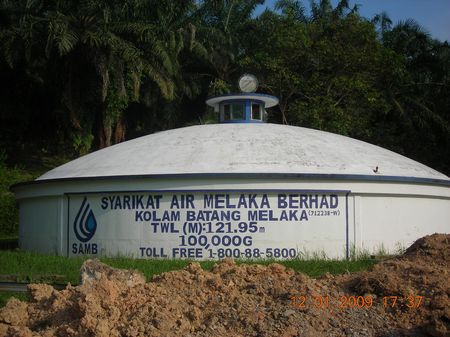 SYARIKAT AIR MELAKA BERHAD
KOLAM BATANG MELAKA (712238-W)
TWL (M):121.95m
100,000G
TOLL FREE 1-800-88-5800
SAMB
12 01 2009 17:37